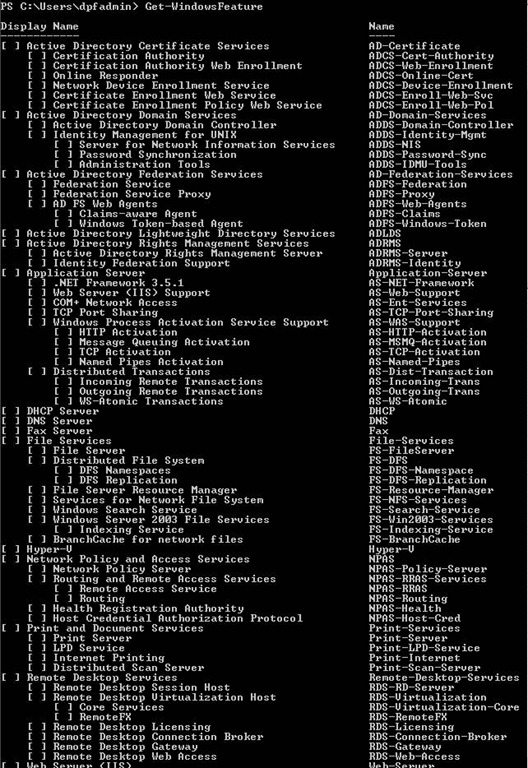 PS C:\Users\dpfadmin> Get-WindowsFeature
Display Name Name
------------ ----
[ ] Active Directory Certificate Services AD-Certificate
[ ] Certification Authority ADCS-Cert-Authority
[ ] Certification Authority Web Enrollment ADCS-Web-Enrollment
[ ] Online Responder ADCS-Online-Cert
[ ] Network Device Enrollment Service ADCS-Device-Enrollment
[ ] Certificate Enrollment Web Service ADCS-Enroll-Web-Svc
[ ] Certificate Enrollment Policy Web Service ADCS-Enroll-Web-Pol
[ ] Active Directory Domain Services AD-Domain-Services
[ ] Active Directory Domain Controller ADDS-Domain-Controller
[ ] Identity Management for UNIX ADDS-Identity-Mgmt
[ ] Server for Network Information Services ADDS-NIS
[ ] Password Synchronization ADDS-Password-Sync
[ ] Administration Tools ADDS-IDMU-Tools
[ ] Active Directory Federation Services AD-Federation-Services
[ ] Federation Service ADFS-Federation
[ ] Federation Service Proxy ADFS-Proxy
[ ] AD FS Web Agents ADFS-Web-Agents
[ ] Claims-aware Agent ADFS-Claims
[ ] Windows Token-based Agent ADFS-Windows-Token
[ ] Active Directory Lightweight Directory Services ADLDS
[ ] Active Directory Rights Management Services ADRMS
[ ] Active Directory Rights Management Server ADRMS-Server
[ ] Identity Federation Support ADRMS-Identity
[ ] Application Server Application-Server
[ ] .NET Framework 3.5.1 AS-NET-Framework
[ ] Web Server (IIS) Support AS-Web-Support
[ ] COM+ Network Access AS-Ent-Services
[ ] TCP Port Sharing AS-TCP-Port-Sharing
[ ] Windows Process Activation Service Support AS-WAS-Support
[ ] HTTP Activation AS-HTTP-Activation
[ ] Message Queuing Activation AS-MSMQ-Activation
[ ] TCP Activation AS-TCP-Activation
[ ] Named Pipes Activation AS-Named-Pipes
[ ] Distributed Transactions AS-Dist-Transaction
[ ] Incoming Remote Transactions AS-Incoming-Trans
[ ] Outgoing Remote Transactions AS-Outgoing-Trans
[ ] WS-Atomic Transactions AS-WS-Atomic
[ ] DHCP Server DHCP
[ ] DNS Server DNS
[ ] Fax Server Fax
[ ] File Services File-Services
[ ] File Server FS-FileServer
[ ] Distributed File System FS-DFS
[ ] DFS Namespaces FS-DFS-Namespace
[ ] DFS Replication FS-DFS-Replication
[ ] File Server Resource Manager FS-Resource-Manager
[ ] Services for Network File System FS-NFS-Services
[ ] Windows Search Service FS-Search-Service
[ ] Windows Server 2003 File Services FS-Win2003-Services
[ ] Indexing Service FS-Indexing-Service
[ ] BranchCache for network files FS-BranchCache
[ ] Hyper-V Hyper-V
[ ] Network Policy and Access Services NPAS
[ ] Network Policy Server NPAS-Policy-Server
[ ] Routing and Remote Access Services NPAS-RRAS-Services
[ ] Remote Access Service NPAS-RRAS
[ ] Routing NPAS-Routing
[ ] Health Registration Authority NPAS-Health
[ ] Host Credential Authorization Protocol NPAS-Host-Cred
[ ] Print and Document Services Print-Services
[ ] Print Server Print-Server
[ ] LPD Service Print-LPD-Service
[ ] Internet Printing Print-Internet
[ ] Distributed Scan Server Print-Scan-Server
[ ] Remote Desktop Services Remote-Desktop-Services
[ ] Remote Desktop Session Host RDS-RD-Server
[ ] Remote Desktop Virtualization Host RDS-Virtualization
[ ] Core Services RDS-Virtualization-Core
[ ] RemoteFX RDS-RemoteFX
[ ] Remote Desktop Licensing RDS-Licensing
[ ] Remote Desktop Connection Broker RDS-Connection-Broker
[ ] Remote Desktop Gateway RDS-Gateway
[ ] Remote Desktop Web Access RDS-Web-Access
[ ] Web Server (IIS) Web-Server